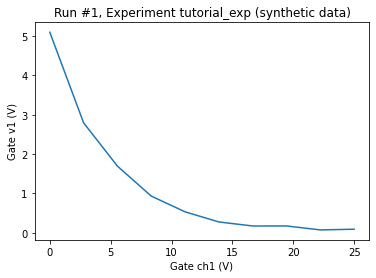 Run #1, Experiment tutorial_exp (synthetic data)
5
4
3
2
1
0
Gate v1 (V)
0 5 10 15 20 25
Gate ch1 (V)